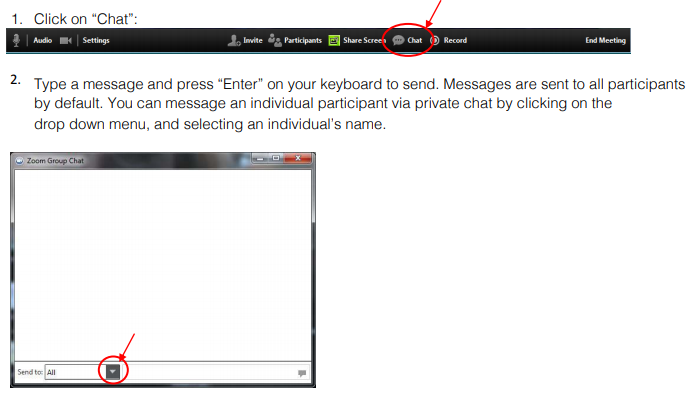 1. Click on “Chat”:
Audio Settings Invite Participants Share Screen Chat Record End Meeting
2. Type a message and press “Enter” on your keyboard to send. Messages are sent to all participants
by default. You can message an individual participant via private chat by clicking on the
drop down menu, and selecting an individual’s name.
Zoom Group Chat
Send to: All